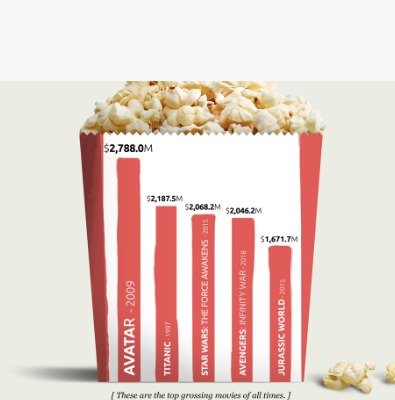 $2,788.0M
$2,187.5M
$2,068.2M
$2,046.2M
$1,671.7M
AVATAR - 2009
TITANIC - 1997
STAR WARS: THE FORCE AWAKENS - 2015
AVENGERS: INFINITY WAR - 2018
JURASSIC WORLD - 2015
[ These are the top grossing movies of all times. ]